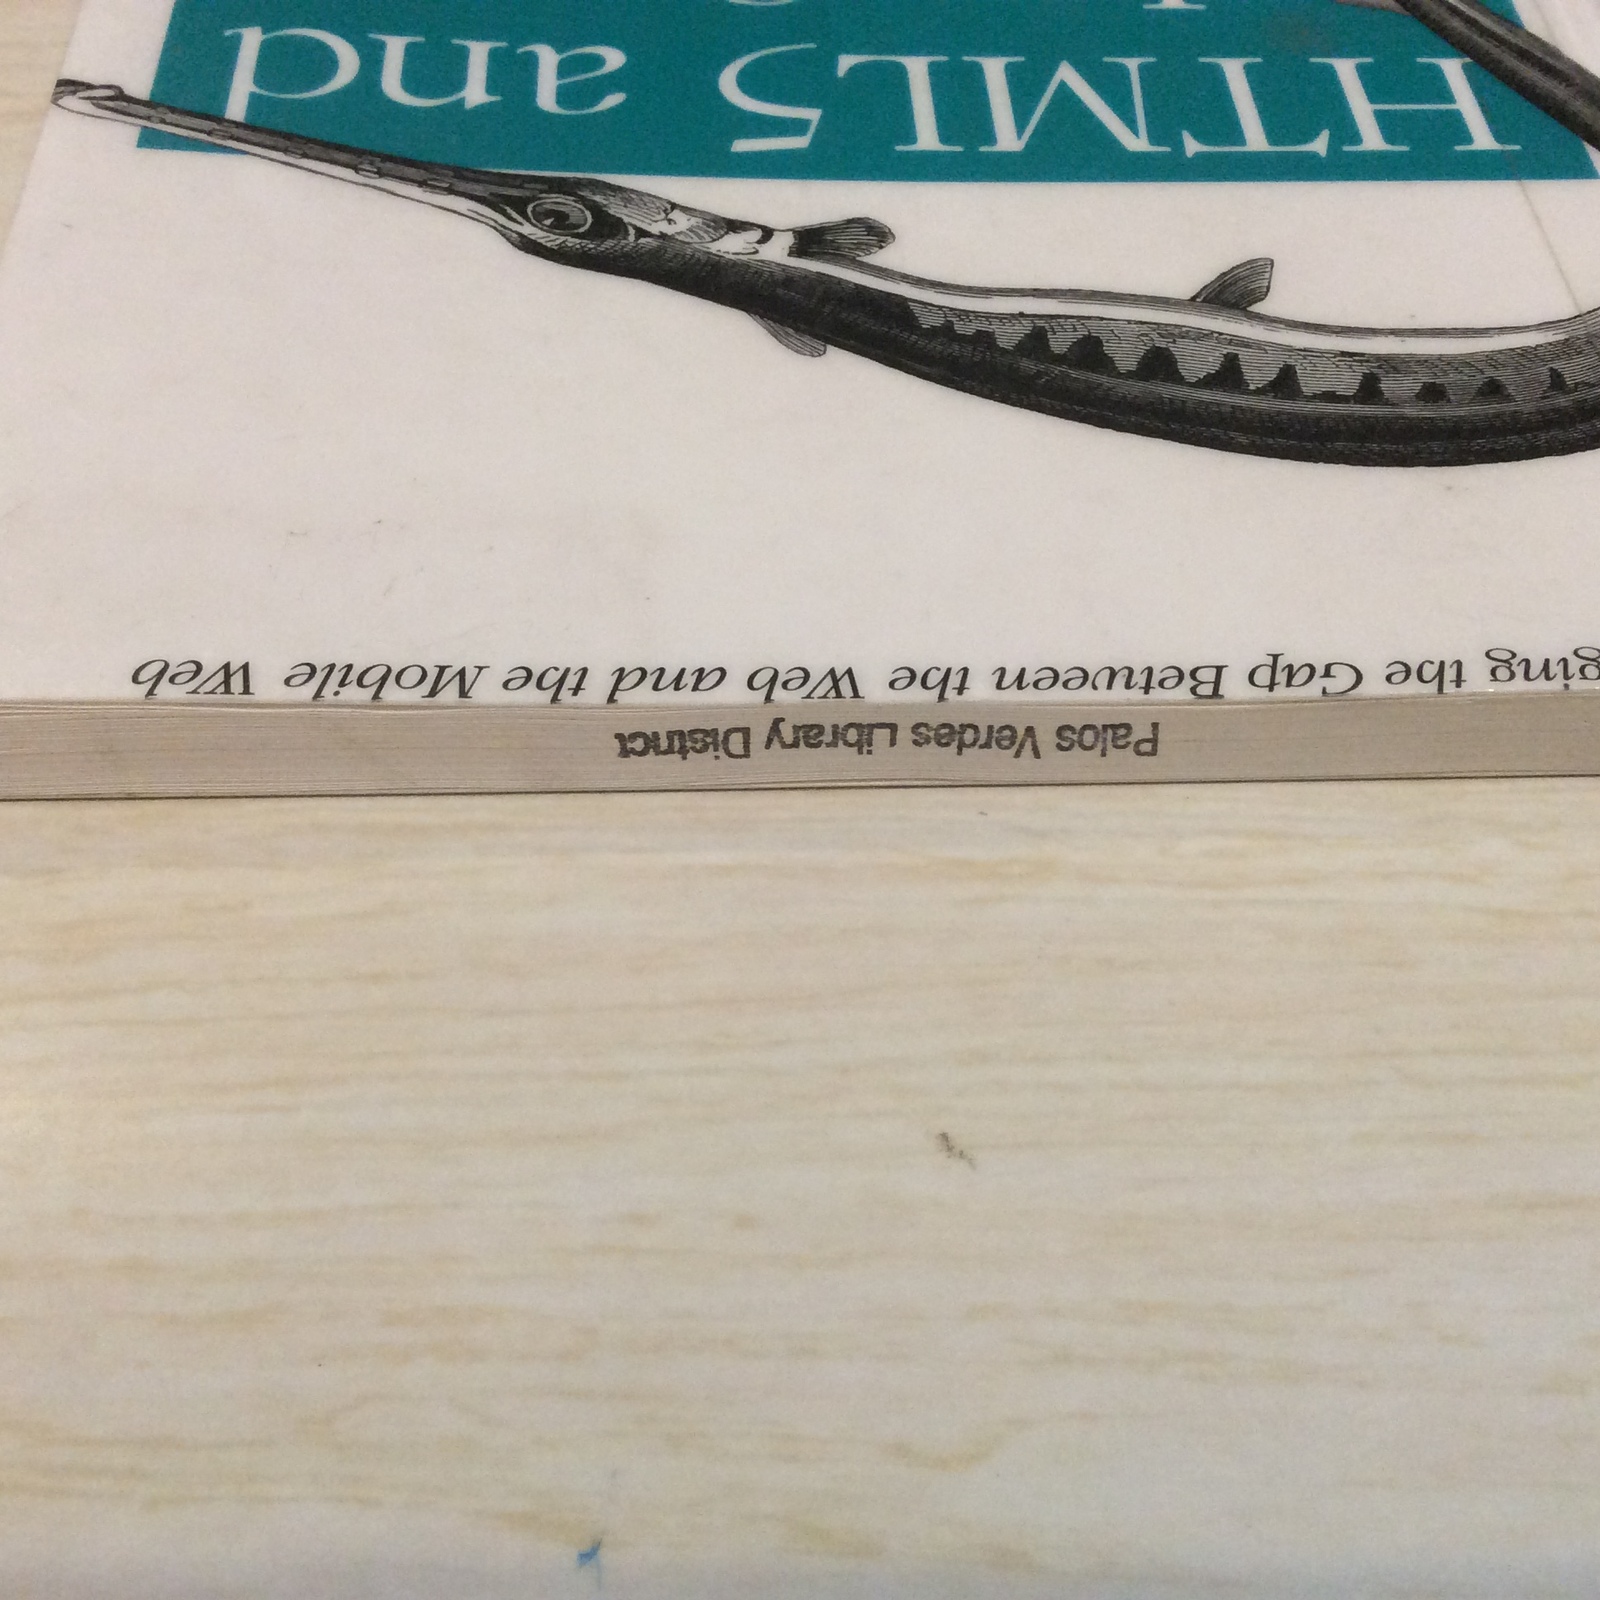 ging the Gap Between the Web and the Mobile Web
HTML5 and
Palos Verdes Library District